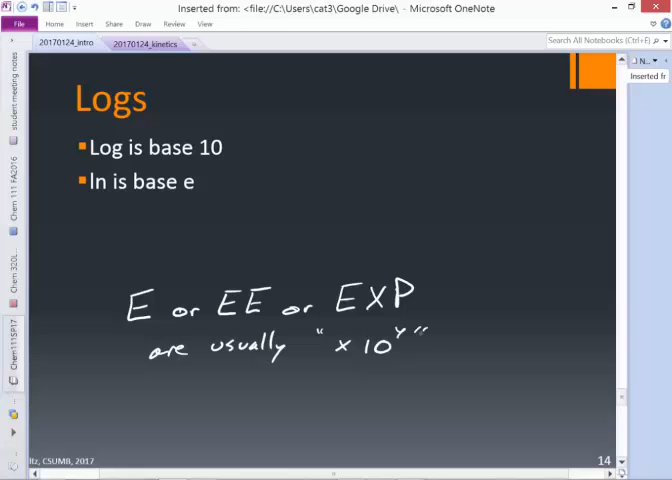 Inserted from: <file://C:\Users\cat3\Google Drive\ - Microsoft OneNote
File Home Insert Draw History Review View
20170124_intro 20170124_kinetics Search All Notebooks (Ctrl+E)
student meeting notes
Chem 111 FA2016
Chem 320L
Chem111SP17
N...
Inserted fr
Logs
Log is base 10
ln is base e
E or EE or EXP
are usually " x 10^y "
ltz, CSUMB, 2017
14